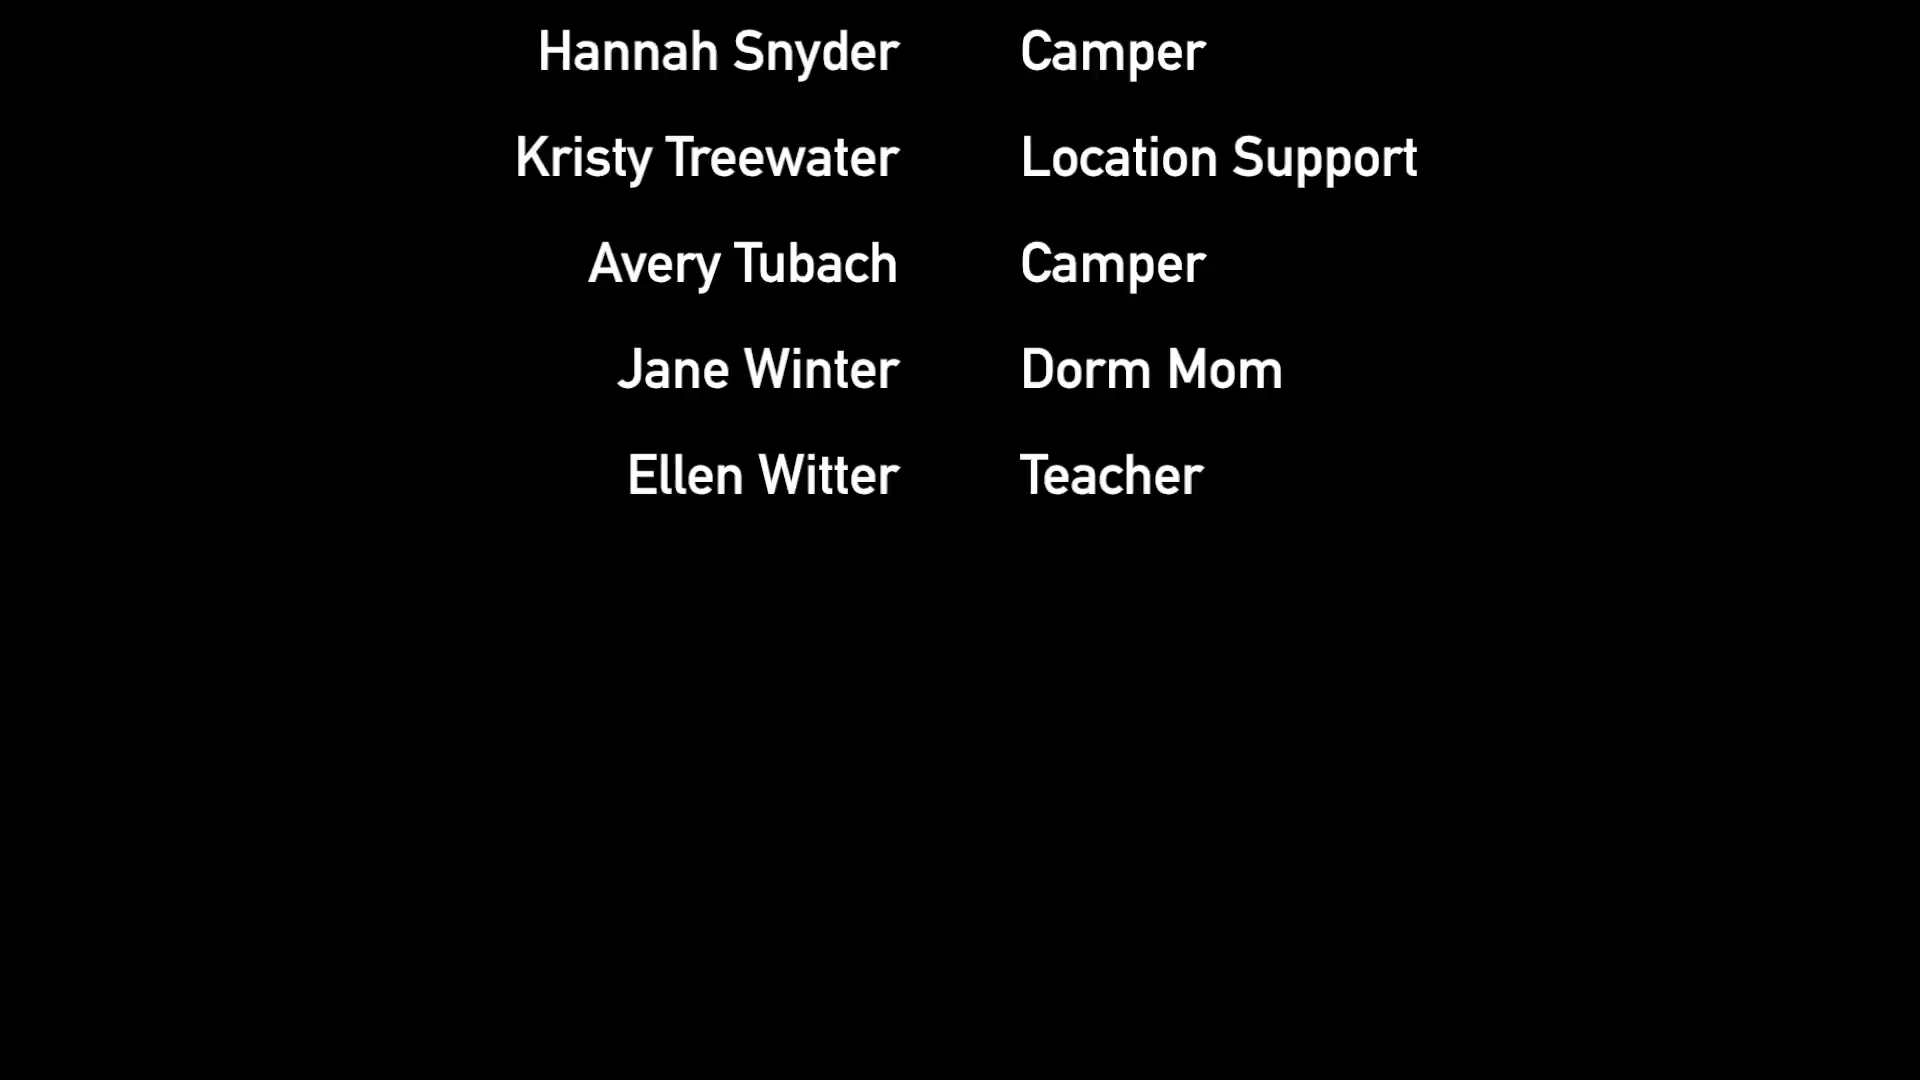 Hannah Snyder Camper
Kristy Treewater Location Support
Avery Tubach Camper
Jane Winter Dorm Mom
Ellen Witter Teacher